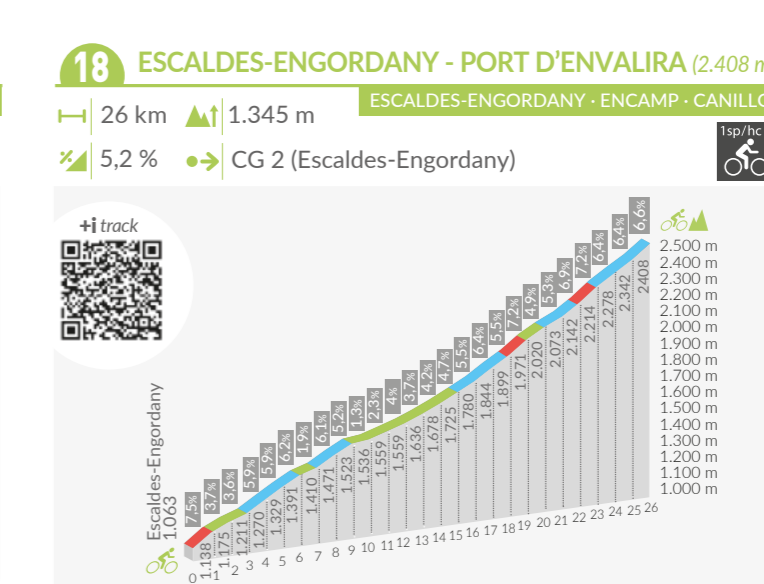 18 ESCALDES-ENGORDANY - PORT D'ENVALIRA (2.408 m
26 km 1.345 m
ESCALDES-ENGORDANY · ENCAMP · CANILLO
5,2 % CG 2 (Escaldes-Engordany)
1sp/hc
+i track
Escaldes-Engordany
1.063
7,5% 3,7% 3,6% 5,9% 5,9% 6,2% 1,9% 6,1% 5,2% 1,3% 2,3% 4% 3,7% 4,2% 4,7% 5,5% 6,4% 5,5% 7,2% 4,9% 5,3% 6,9% 7,2% 6,4% 6,4% 6,6%
1.138 1.175 1.211 1.270 1.329 1.391 1.410 1.471 1.523 1.536 1.559 1.559 1.636 1.678 1.725 1.780 1.844 1.899 1.971 2.020 2.073 2.142 2.214 2.278 2.342 2408
2.500 m
2.400 m
2.300 m
2.200 m
2.100 m
2.000 m
1.900 m
1.800 m
1.700 m
1.600 m
1.500 m
1.400 m
1.300 m
1.200 m
1.100 m
1.000 m
0 1 2 3 4 5 6 7 8 9 10 11 12 13 14 15 16 17 18 19 20 21 22 23 24 25 26